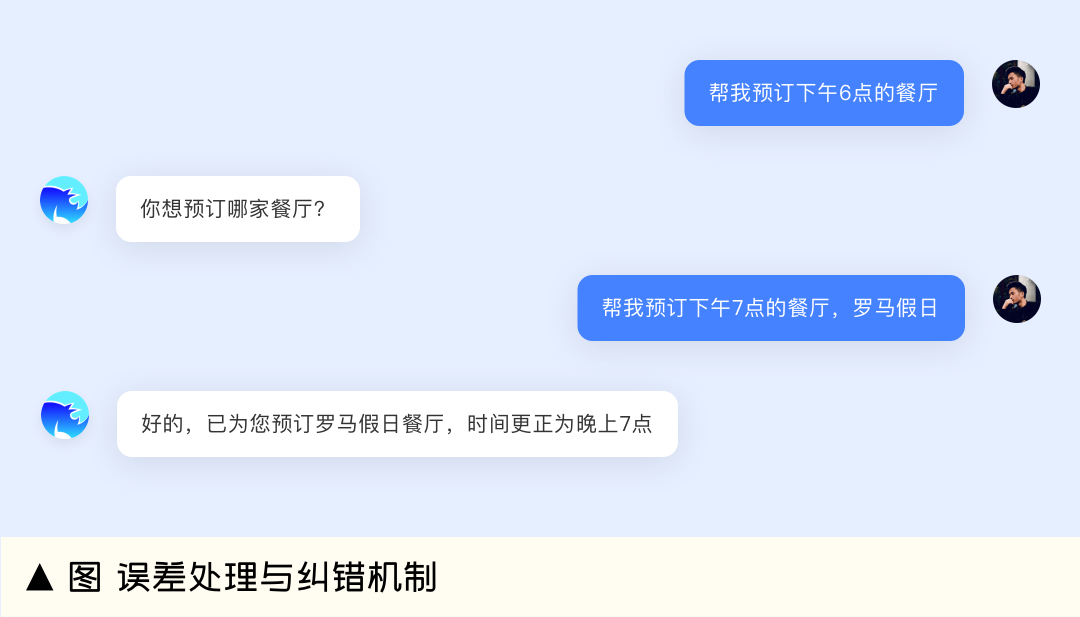 帮我预订下午6点的餐厅
你想预订哪家餐厅？
帮我预订下午7点的餐厅，罗马假日
好的，已为您预订罗马假日餐厅，时间更正为晚上7点
▲ 图 误差处理与纠错机制